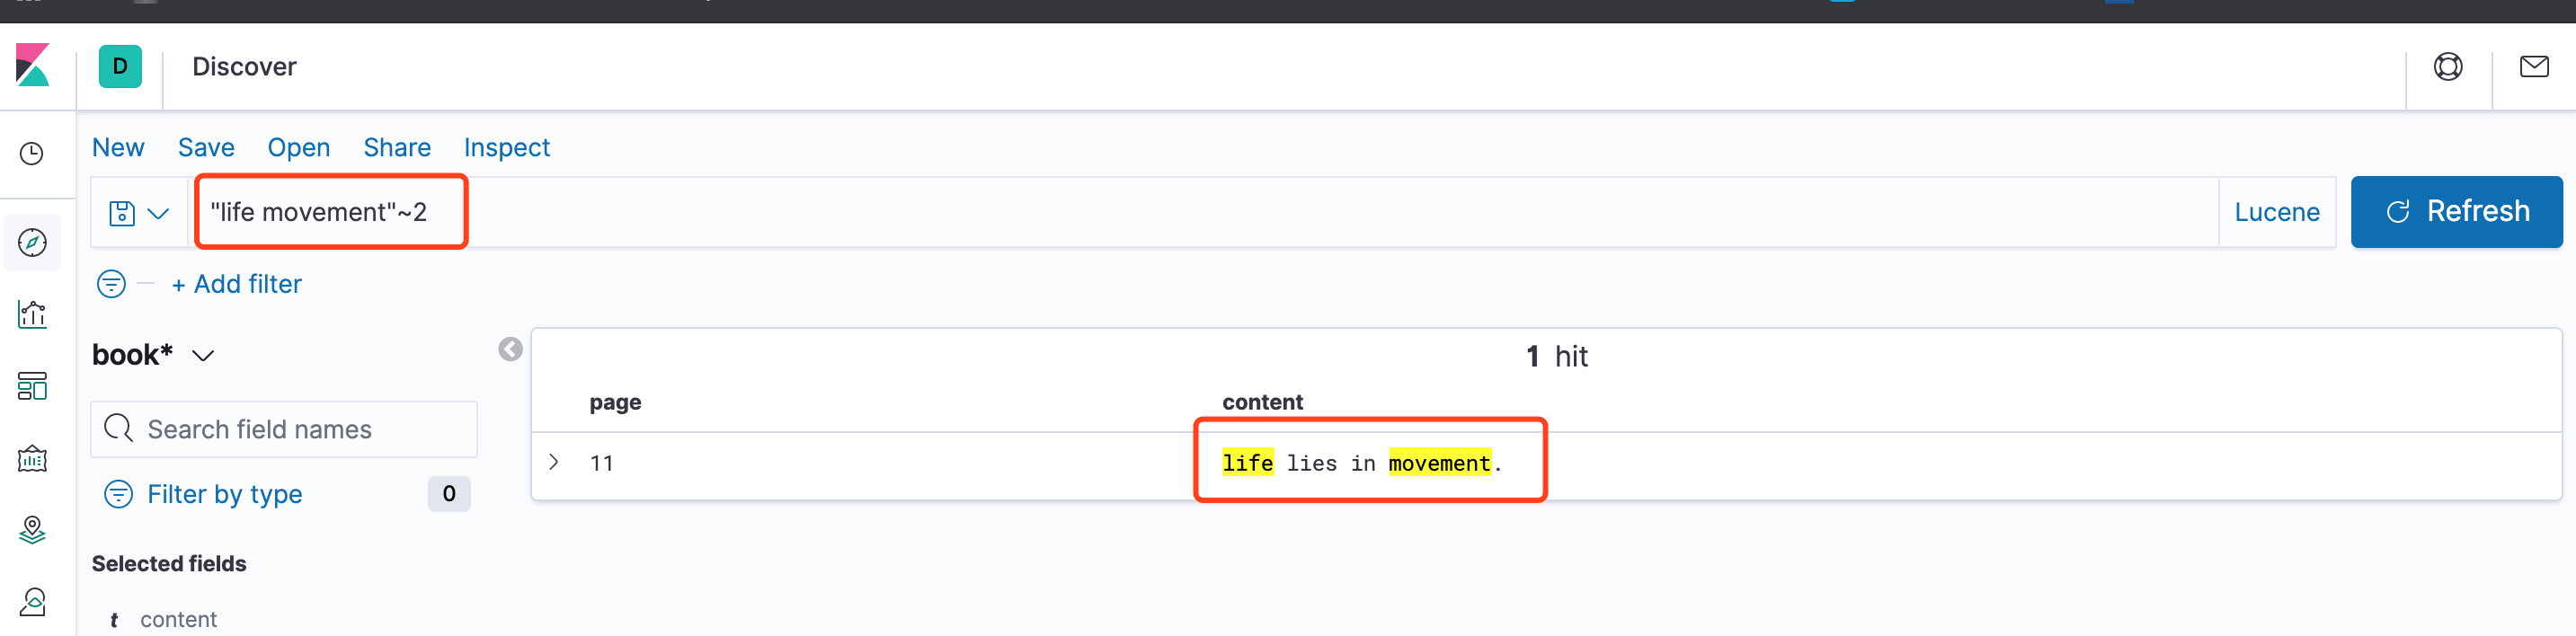 D Discover
New Save Open Share Inspect
"life movement"~2 Lucene Refresh
+ Add filter
book*
1 hit
page content
Search field names
11 life lies in movement.
Filter by type 0
Selected fields
t content